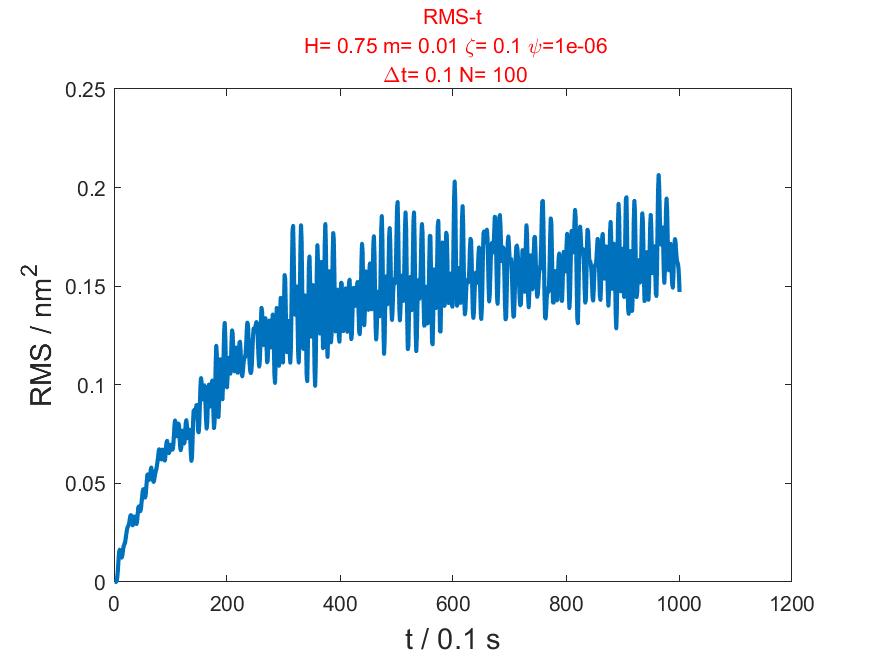 RMS-t
H= 0.75 m= 0.01 ζ= 0.1 ψ=1e-06
Δt= 0.1 N= 100
0.25
0.2
0.15
0.1
0.05
0
RMS / nm²
0 200 400 600 800 1000 1200
t / 0.1 s